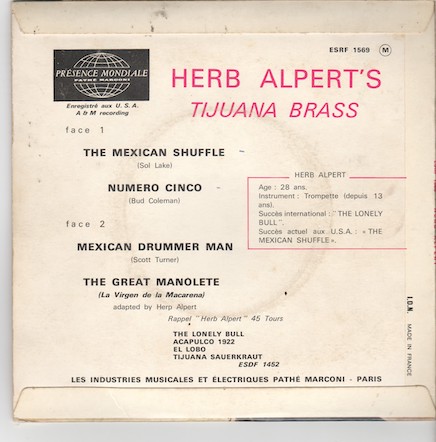 ESRF 1569 M
PRÉSENCE MONDIALE
PATHÉ MARCONI
Enregistré aux U. S. A.
A & M recording
HERB ALPERT'S
TIJUANA BRASS
face 1
THE MEXICAN SHUFFLE
(Sol Lake)
NUMERO CINCO
(Bud Coleman)
face 2
MEXICAN DRUMMER MAN
(Scott Turner)
THE GREAT MANOLETE
(La Virgen de la Macarena)
adapted by Herp Alpert
Rappel "Herb Alpert" 45 Tours
THE LONELY BULL
ACAPULCO 1922
EL LOBO
TIJUANA SAUERKRAUT
ESDF 1452
HERB ALPERT
Age : 28 ans.
Instrument : Trompette (depuis 13
ans).
Succès international : "THE LONELY
BULL".
Succès actuel aux U.S.A. : « THE
MEXICAN SHUFFLE ».
I.D.N. MADE IN FRANCE
LES INDUSTRIES MUSICALES ET ÉLECTRIQUES PATHÉ MARCONI - PARIS